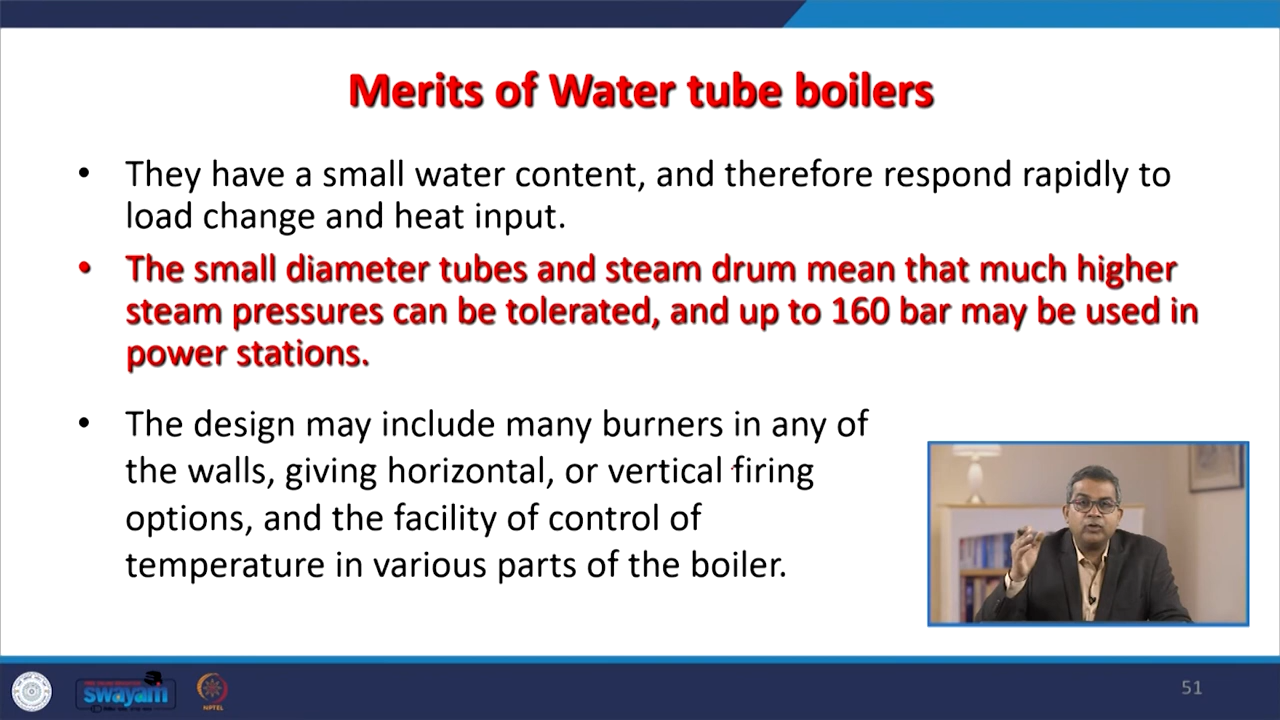 Merits of Water tube boilers
• They have a small water content, and therefore respond rapidly to
load change and heat input.
• The small diameter tubes and steam drum mean that much higher
steam pressures can be tolerated, and up to 160 bar may be used in
power stations.
• The design may include many burners in any of
the walls, giving horizontal, or vertical firing
options, and the facility of control of
temperature in various parts of the boiler.
swayam
NPTEL
51